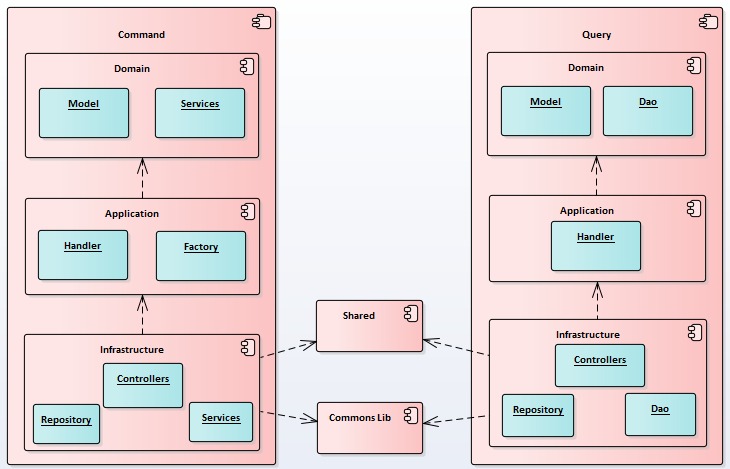 Command
Domain
Model
Services
Application
Handler
Factory
Infrastructure
Controllers
Repository
Services
Shared
Commons Lib
Query
Domain
Model
Dao
Application
Handler
Infrastructure
Controllers
Repository
Dao